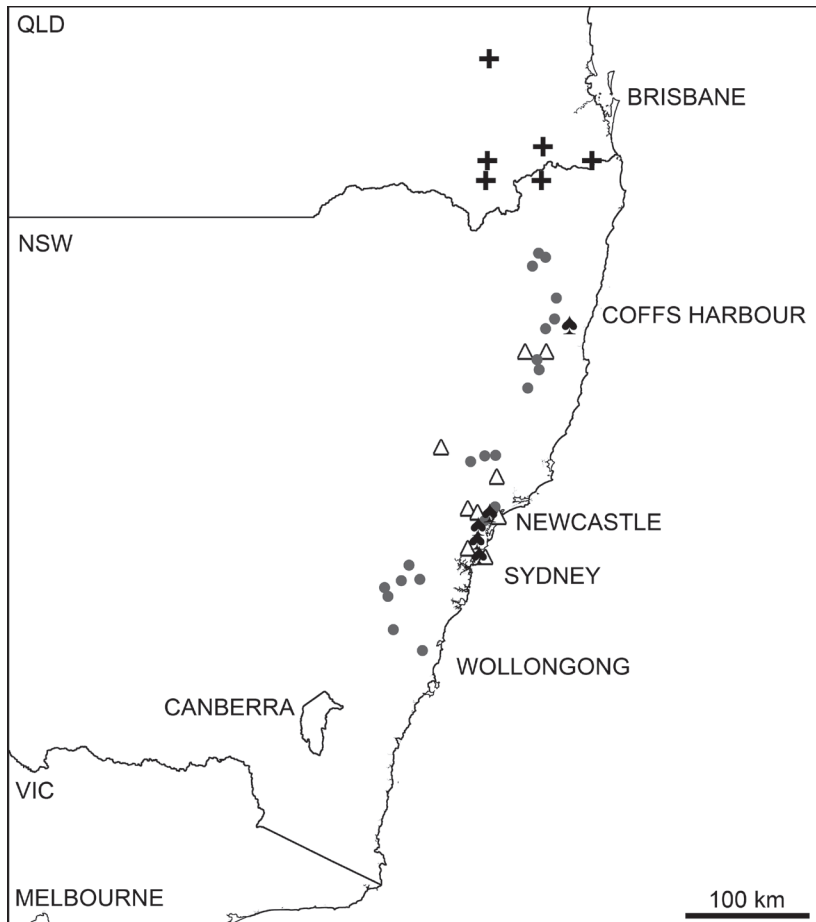 QLD
BRISBANE
NSW
COFFS HARBOUR
NEWCASTLE
SYDNEY
WOLLONGONG
CANBERRA
VIC
MELBOURNE
100 km